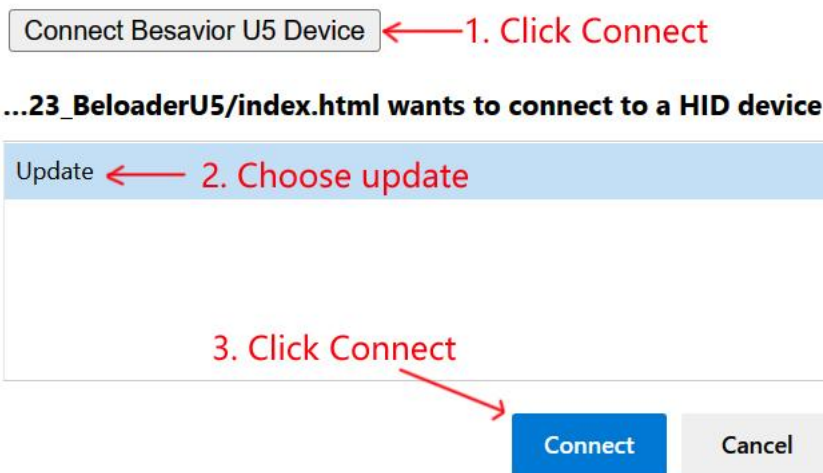 Connect Besavior U5 Device 1. Click Connect
...23_BeloaderU5/index.html wants to connect to a HID device
Update 2. Choose update
3. Click Connect
Connect Cancel